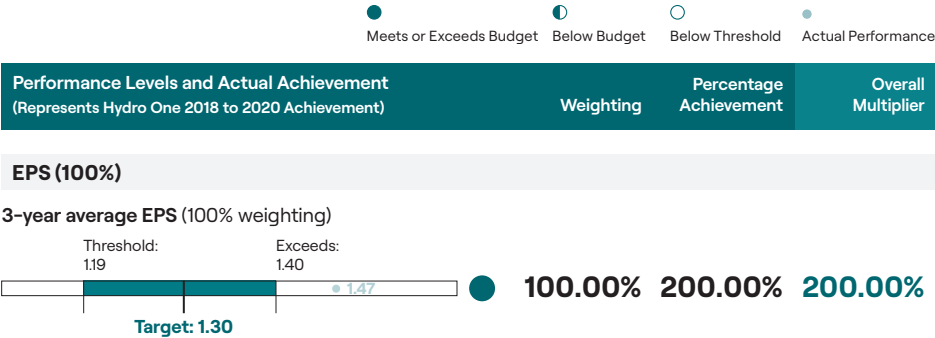 Meets or Exceeds Budget Below Budget Below Threshold Actual Performance
Performance Levels and Actual Achievement
(Represents Hydro One 2018 to 2020 Achievement)
Weighting
Percentage
Achievement
Overall
Multiplier
EPS (100%)
3-year average EPS (100% weighting)
Threshold:
1.19
Exceeds:
1.40
1.47
100.00% 200.00% 200.00%
Target: 1.30